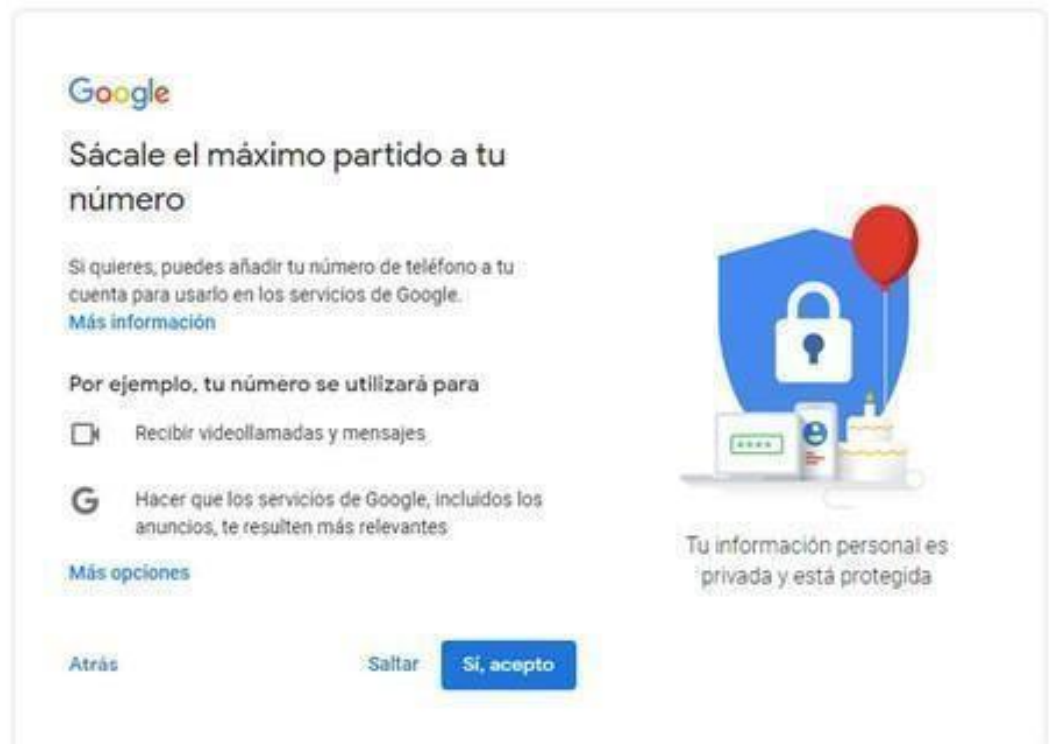 Google
Sácale el máximo partido a tu
número
Si quieres, puedes añadir tu número de teléfono a tu
cuenta para usarlo en los servicios de Google.
Más información
Por ejemplo, tu número se utilizará para
Recibir videollamadas y mensajes
G
Hacer que los servicios de Google, incluidos los
anuncios, te resulten más relevantes
Más opciones
Atrás
Saltar
Sí, acepto
****
Tu información personal es
privada y está protegida